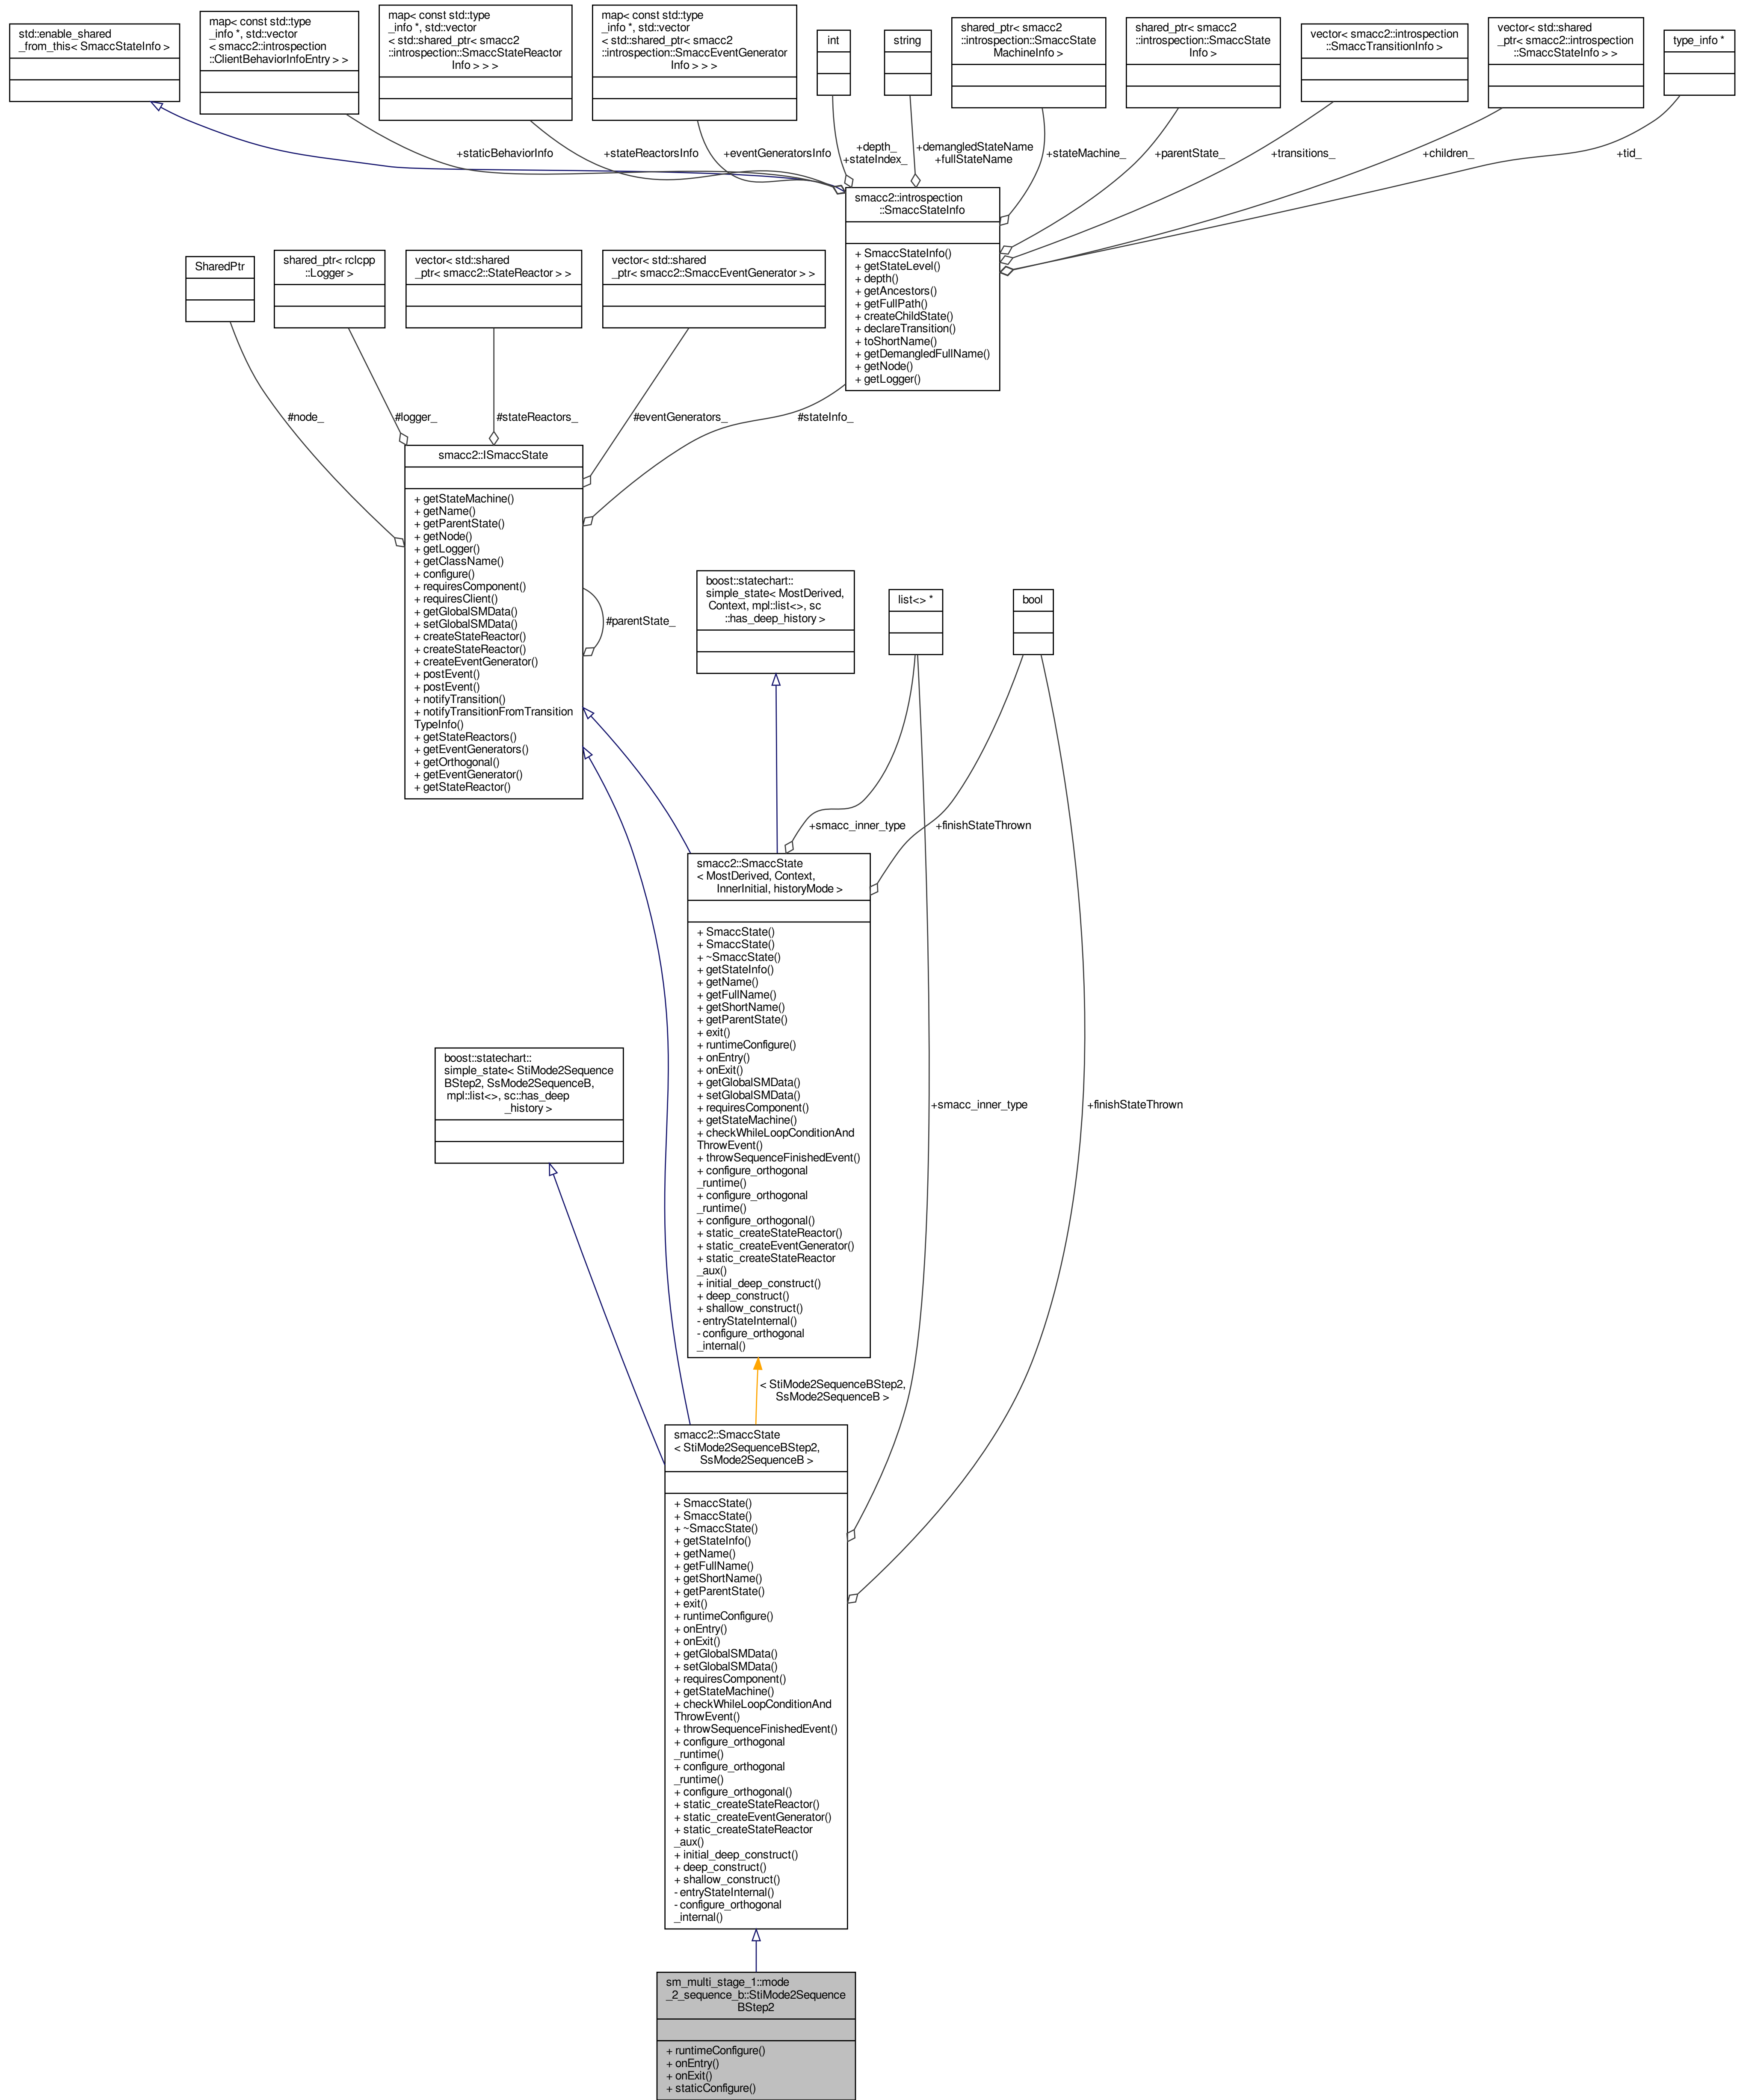 std::enable_shared
_from_this< SmaccStateInfo >
map< const std::type
_info *, std::vector
< smacc2::introspection
::ClientBehaviorInfoEntry > >
map< const std::type
_info *, std::vector
< std::shared_ptr< smacc2
::introspection::SmaccStateReactor
Info > > >
map< const std::type
_info *, std::vector
< std::shared_ptr< smacc2
::introspection::SmaccEventGenerator
Info > > >
int
string
shared_ptr< smacc2
::introspection::SmaccState
MachineInfo >
shared_ptr< smacc2
::introspection::SmaccState
Info >
vector< smacc2::introspection
::SmaccTransitionInfo >
vector< std::shared
_ptr< smacc2::introspection
::SmaccStateInfo > >
type_info *
+staticBehaviorInfo
+stateReactorsInfo
+eventGeneratorsInfo
+depth_
+stateIndex_
+demangledStateName
+fullStateName
+stateMachine_
+parentState_
+transitions_
+children_
+tid_
smacc2::introspection
::SmaccStateInfo
+ SmaccStateInfo()
+ getStateLevel()
+ depth()
+ getAncestors()
+ getFullPath()
+ createChildState()
+ declareTransition()
+ toShortName()
+ getDemangledFullName()
+ getNode()
+ getLogger()
SharedPtr
shared_ptr< rclcpp
::Logger >
vector< std::shared
_ptr< smacc2::StateReactor > >
vector< std::shared
_ptr< smacc2::SmaccEventGenerator > >
#node_
#logger_
#stateReactors_
#eventGenerators_
#stateInfo_
smacc2::ISmaccState
+ getStateMachine()
+ getName()
+ getParentState()
+ getNode()
+ getLogger()
+ getClassName()
+ configure()
+ requiresComponent()
+ requiresClient()
+ getGlobalSMData()
+ setGlobalSMData()
+ createStateReactor()
+ createStateReactor()
+ createEventGenerator()
+ postEvent()
+ postEvent()
+ notifyTransition()
+ notifyTransitionFromTransition
TypeInfo()
+ getStateReactors()
+ getEventGenerators()
+ getOrthogonal()
+ getEventGenerator()
+ getStateReactor()
#parentState_
boost::statechart::
simple_state< MostDerived,
Context, mpl::list<>, sc
::has_deep_history >
list<> *
bool
+smacc_inner_type
+finishStateThrown
smacc2::SmaccState
< MostDerived, Context,
InnerInitial, historyMode >
+ SmaccState()
+ SmaccState()
+ ~SmaccState()
+ getStateInfo()
+ getName()
+ getFullName()
+ getShortName()
+ getParentState()
+ exit()
+ runtimeConfigure()
+ onEntry()
+ onExit()
+ getGlobalSMData()
+ setGlobalSMData()
+ requiresComponent()
+ getStateMachine()
+ checkWhileLoopConditionAnd
ThrowEvent()
+ throwSequenceFinishedEvent()
+ configure_orthogonal
_runtime()
+ configure_orthogonal
_runtime()
+ configure_orthogonal()
+ static_createStateReactor()
+ static_createEventGenerator()
+ static_createStateReactor
_aux()
+ initial_deep_construct()
+ deep_construct()
+ shallow_construct()
- entryStateInternal()
- configure_orthogonal
_internal()
boost::statechart::
simple_state< StiMode2Sequence
BStep2, SsMode2SequenceB,
mpl::list<>, sc::has_deep
_history >
+smacc_inner_type
+finishStateThrown
< StiMode2SequenceBStep2,
SsMode2SequenceB >
smacc2::SmaccState
< StiMode2SequenceBStep2,
SsMode2SequenceB >
+ SmaccState()
+ SmaccState()
+ ~SmaccState()
+ getStateInfo()
+ getName()
+ getFullName()
+ getShortName()
+ getParentState()
+ exit()
+ runtimeConfigure()
+ onEntry()
+ onExit()
+ getGlobalSMData()
+ setGlobalSMData()
+ requiresComponent()
+ getStateMachine()
+ checkWhileLoopConditionAnd
ThrowEvent()
+ throwSequenceFinishedEvent()
+ configure_orthogonal
_runtime()
+ configure_orthogonal
_runtime()
+ configure_orthogonal()
+ static_createStateReactor()
+ static_createEventGenerator()
+ static_createStateReactor
_aux()
+ initial_deep_construct()
+ deep_construct()
+ shallow_construct()
- entryStateInternal()
- configure_orthogonal
_internal()
sm_multi_stage_1::mode
_2_sequence_b::StiMode2Sequence
BStep2
+ runtimeConfigure()
+ onEntry()
+ onExit()
+ staticConfigure()